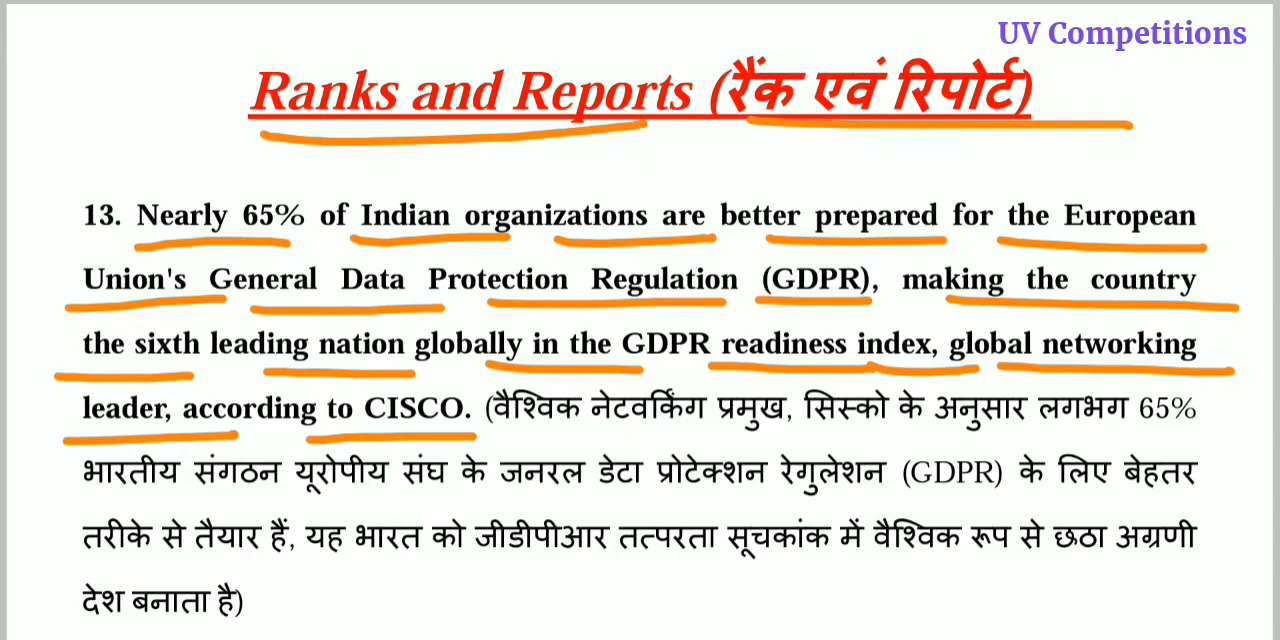 UV Competitions
Ranks and Reports (रैंक एवं रिपोर्ट)
13. Nearly 65% of Indian organizations are better prepared for the European
Union's General Data Protection Regulation (GDPR), making the country
the sixth leading nation globally in the GDPR readiness index, global networking
leader, according to CISCO. (वैश्विक नेटवर्किंग प्रमुख, सिस्को के अनुसार लगभग 65%
भारतीय संगठन यूरोपीय संघ के जनरल डेटा प्रोटेक्शन रेगुलेशन (GDPR) के लिए बेहतर
तरीके से तैयार हैं, यह भारत को जीडीपीआर तत्परता सूचकांक में वैश्विक रूप से छठा अग्रणी
देश बनाता है)